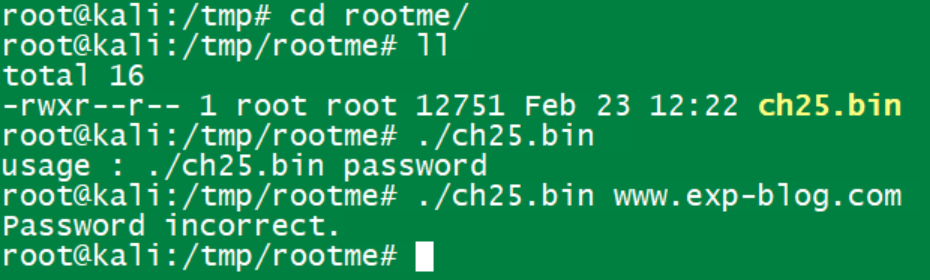 root@kali:/tmp# cd rootme/
root@kali:/tmp/rootme# ll
total 16
-rwxr--r-- 1 root root 12751 Feb 23 12:22 ch25.bin
root@kali:/tmp/rootme# ./ch25.bin
usage : ./ch25.bin password
root@kali:/tmp/rootme# ./ch25.bin www.exp-blog.com
Password incorrect.
root@kali:/tmp/rootme#